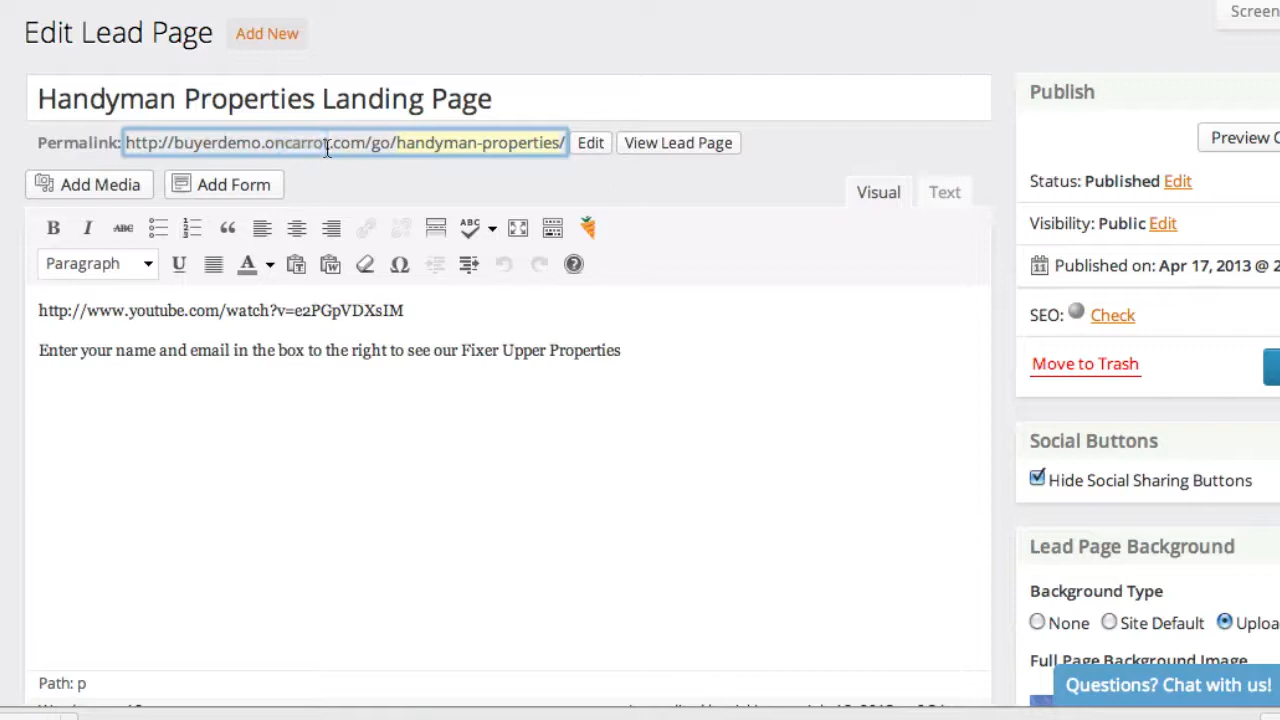 Screen
Edit Lead Page Add New
Handyman Properties Landing Page
Permalink: http://buyerdemo.oncarrot.com/go/handyman-properties/ Edit View Lead Page
Add Media Add Form
Visual Text
B I ABC ABC
Paragraph U A
http://www.youtube.com/watch?v=e2PGpVDXsIM
Enter your name and email in the box to the right to see our Fixer Upper Properties
Path: p
Publish
Preview C
Status: Published Edit
Visibility: Public Edit
Published on: Apr 17, 2013 @ 2
SEO: Check
Move to Trash
Social Buttons
Hide Social Sharing Buttons
Lead Page Background
Background Type
None Site Default Uploa
Full Page Background Image
Questions? Chat with us!